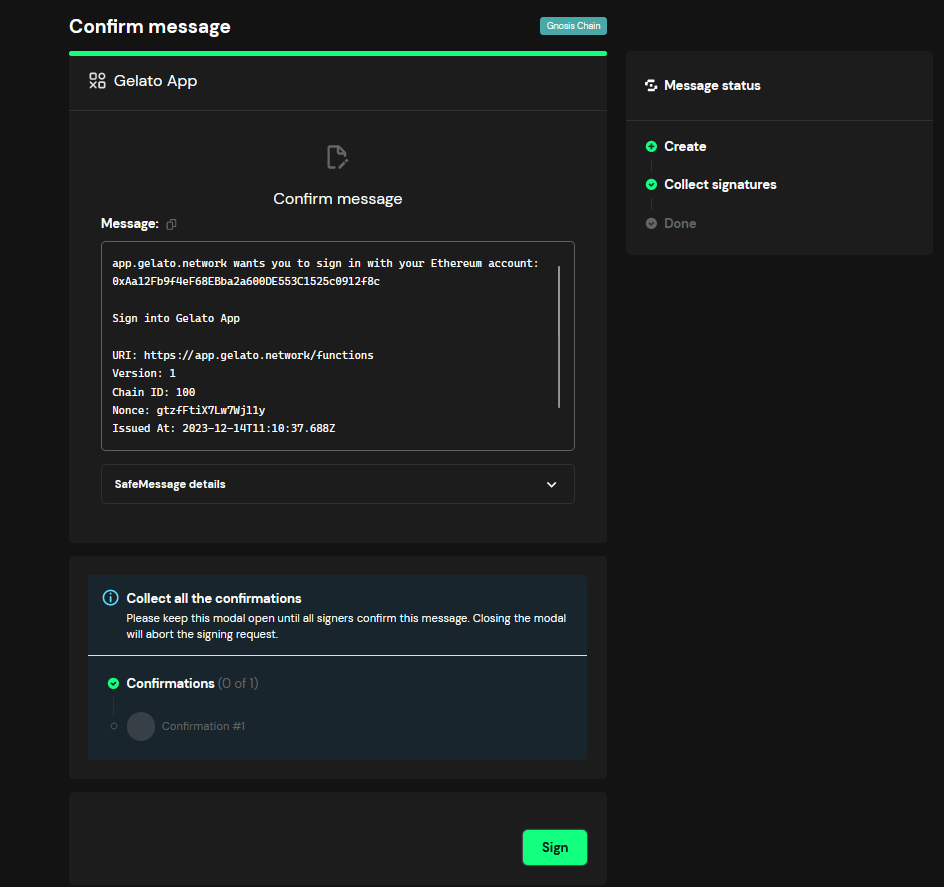 Confirm message
Gnosis Chain
Gelato App
Confirm message
Message:
app.gelato.network wants you to sign in with your Ethereum account:
0xAa12Fb9f4eF68EBba2a600DE553C1525c0912f8c
Sign into Gelato App
URI: https://app.gelato.network/functions
Version: 1
Chain ID: 100
Nonce: gtzfFtiX7Lw7Wj11y
Issued At: 2023-12-14T11:10:37.688Z
SafeMessage details
Collect all the confirmations
Please keep this modal open until all signers confirm this message. Closing the modal
will abort the signing request.
Confirmations (0 of 1)
Confirmation #1
Sign
Message status
Create
Collect signatures
Done